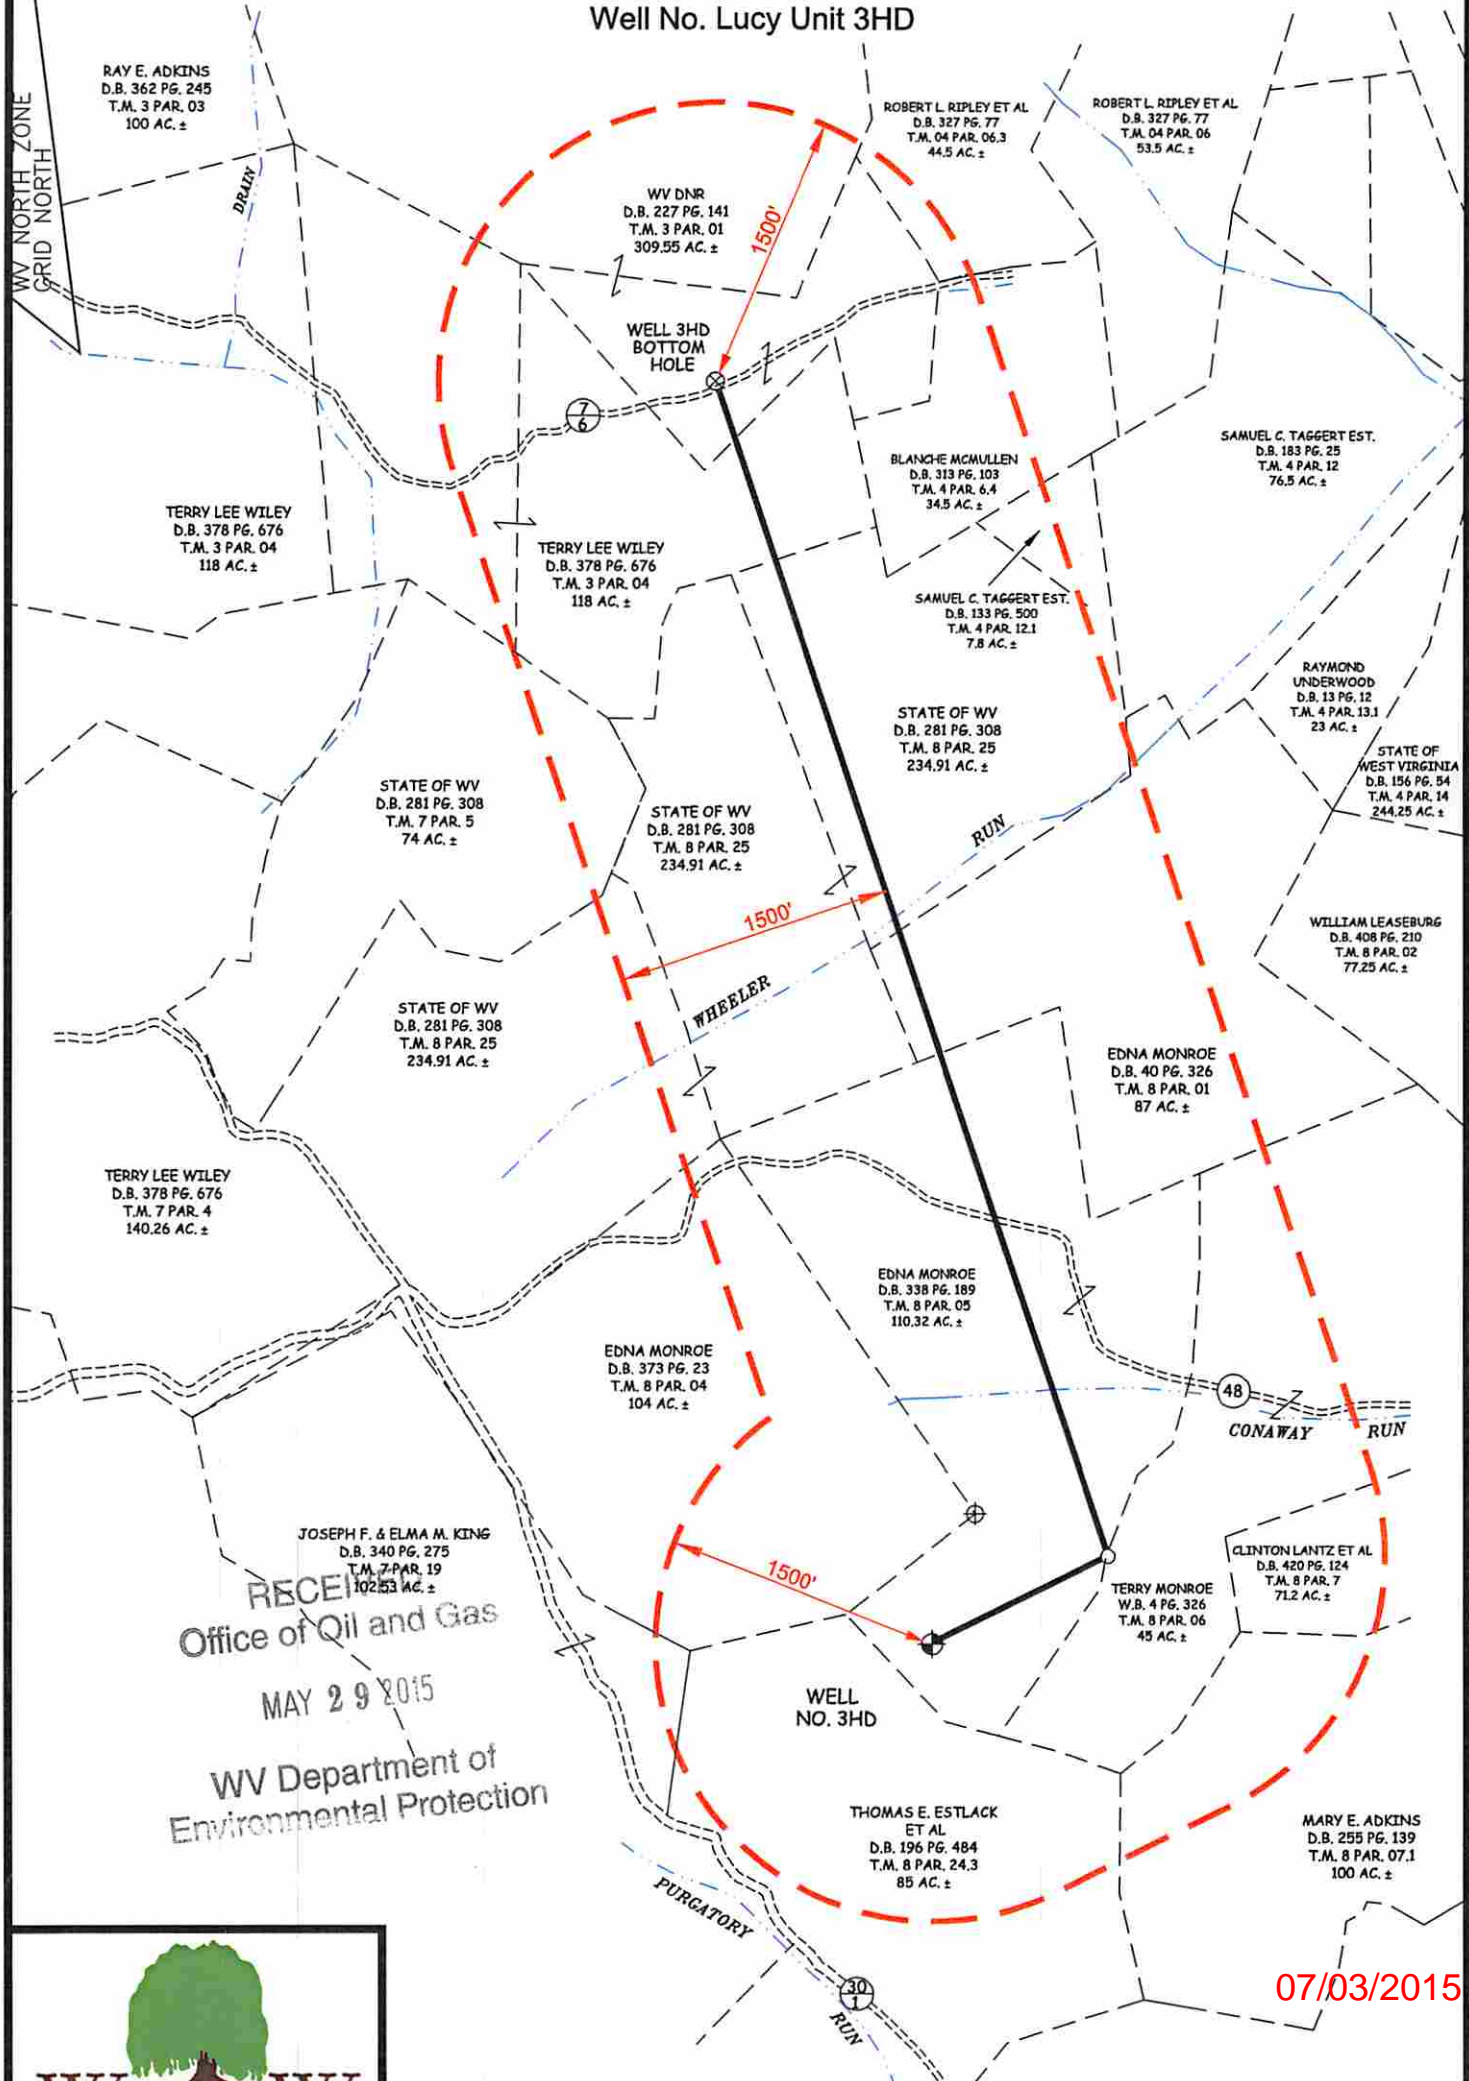 Well No. Lucy Unit 3HD
WV NORTH ZONE
GRID NORTH
RAY E. ADKINS
D.B. 362 PG. 245
T.M. 3 PAR. 03
100 AC. ±
DRAIN
WV DNR
D.B. 227 PG. 141
T.M. 3 PAR. 01
309.55 AC. ±
1500'
ROBERT L RIPLEY ET AL
D.B. 327 PG. 77
T.M. 04 PAR. 06.3
44.5 AC. ±
ROBERT L. RIPLEY ET AL
D.B. 327 PG. 77
T.M. 04 PAR. 06
53.5 AC. ±
WELL 3HD
BOTTOM
HOLE
7
6
TERRY LEE WILEY
D.B. 378 PG. 676
T.M. 3 PAR. 04
118 AC. ±
TERRY LEE WILEY
D.B. 378 PG. 676
T.M. 3 PAR. 04
118 AC. ±
BLANCHE MCMULLEN
D.B. 313 PG. 103
T.M. 4 PAR. 6.4
34.5 AC. ±
SAMUEL C. TAGGERT EST.
D.B. 183 PG. 25
T.M. 4 PAR. 12
76.5 AC. ±
SAMUEL C. TAGGERT EST.
D.B. 133 PG. 500
T.M. 4 PAR. 12.1
7.8 AC. ±
RAYMOND
UNDERWOOD
D.B. 13 PG. 12
T.M. 4 PAR. 13.1
23 AC. ±
STATE OF
WEST VIRGINIA
D.B. 156 PG. 54
T.M. 4 PAR. 14
244.25 AC. ±
STATE OF WV
D.B. 281 PG. 308
T.M. 8 PAR. 25
234.91 AC. ±
STATE OF WV
D.B. 281 PG. 308
T.M. 7 PAR. 5
74 AC. ±
STATE OF WV
D.B. 281 PG. 308
T.M. 8 PAR. 25
234.91 AC. ±
RUN
1500'
WHEELER
WILLIAM LEASEBURG
D.B. 408 PG. 210
T.M. 8 PAR. 02
77.25 AC. ±
STATE OF WV
D.B. 281 PG. 308
T.M. 8 PAR. 25
234.91 AC. ±
EDNA MONROE
D.B. 40 PG. 326
T.M. 8 PAR. 01
87 AC. ±
TERRY LEE WILEY
D.B. 378 PG. 676
T.M. 7 PAR. 4
140.26 AC. ±
EDNA MONROE
D.B. 338 PG. 189
T.M. 8 PAR. 05
110.32 AC. ±
EDNA MONROE
D.B. 373 PG. 23
T.M. 8 PAR. 04
104 AC. ±
48
CONAWAY RUN
JOSEPH F. & ELMA M. KING
D.B. 340 PG. 275
T.M. 7 PAR. 19
102.53 AC. ±
RECEIVED
Office of Oil and Gas
MAY 29 2015
WV Department of
Environmental Protection
1500'
CLINTON LANTZ ET AL
D.B. 420 PG. 124
T.M. 8 PAR. 7
71.2 AC. ±
TERRY MONROE
W.B. 4 PG. 326
T.M. 8 PAR. 06
45 AC. ±
WELL
NO. 3HD
THOMAS E. ESTLACK
ET AL
D.B. 196 PG. 484
T.M. 8 PAR. 24.3
85 AC. ±
MARY E. ADKINS
D.B. 255 PG. 139
T.M. 8 PAR. 07.1
100 AC. ±
PURGATORY
30
1
RUN
07/03/2015